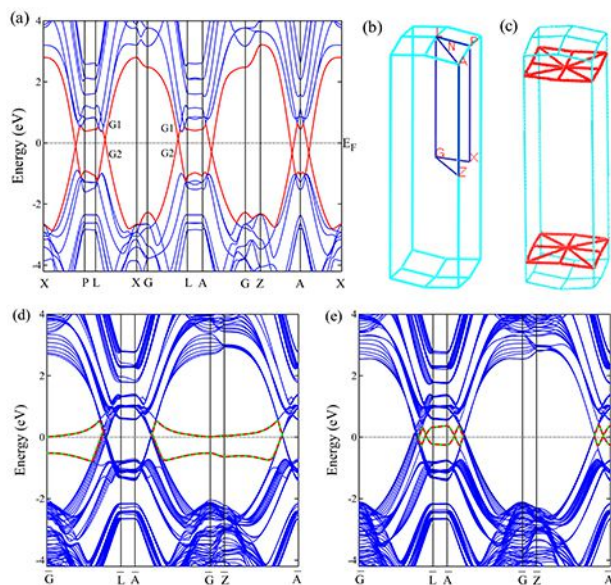 (a)
(b)
(c)
Energy (eV)
4
2
0
-2
-4
G1
G2
G1
G2
E_F
X P L X G L A G Z A X
L N P
A
G X
Z
(d)
(e)
Energy (eV)
4
2
0
-2
-4
G̅ L̅ A̅ G̅ Z̅ A̅
Energy (eV)
4
2
0
-2
-4
G̅ L̅ A̅ G̅ Z̅